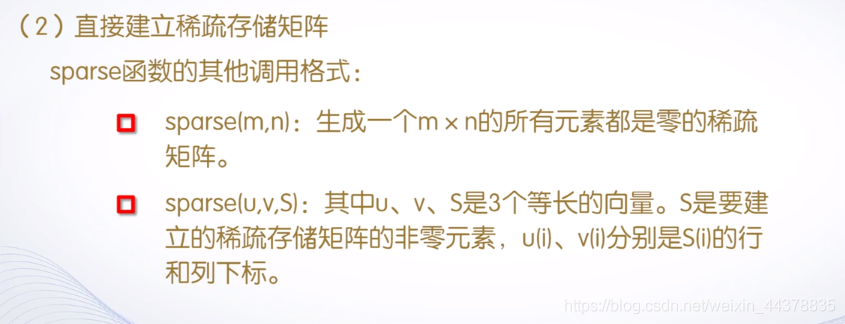 （2）直接建立稀疏存储矩阵
sparse函数的其他调用格式：
sparse(m,n)：生成一个m×n的所有元素都是零的稀疏
矩阵。
sparse(u,v,S)：其中u、v、S是3个等长的向量。S是要建
立的稀疏存储矩阵的非零元素，u(i)、v(i)分别是S(i)的行
和列下标。
https://blog.csdn.net/weixin_44378835